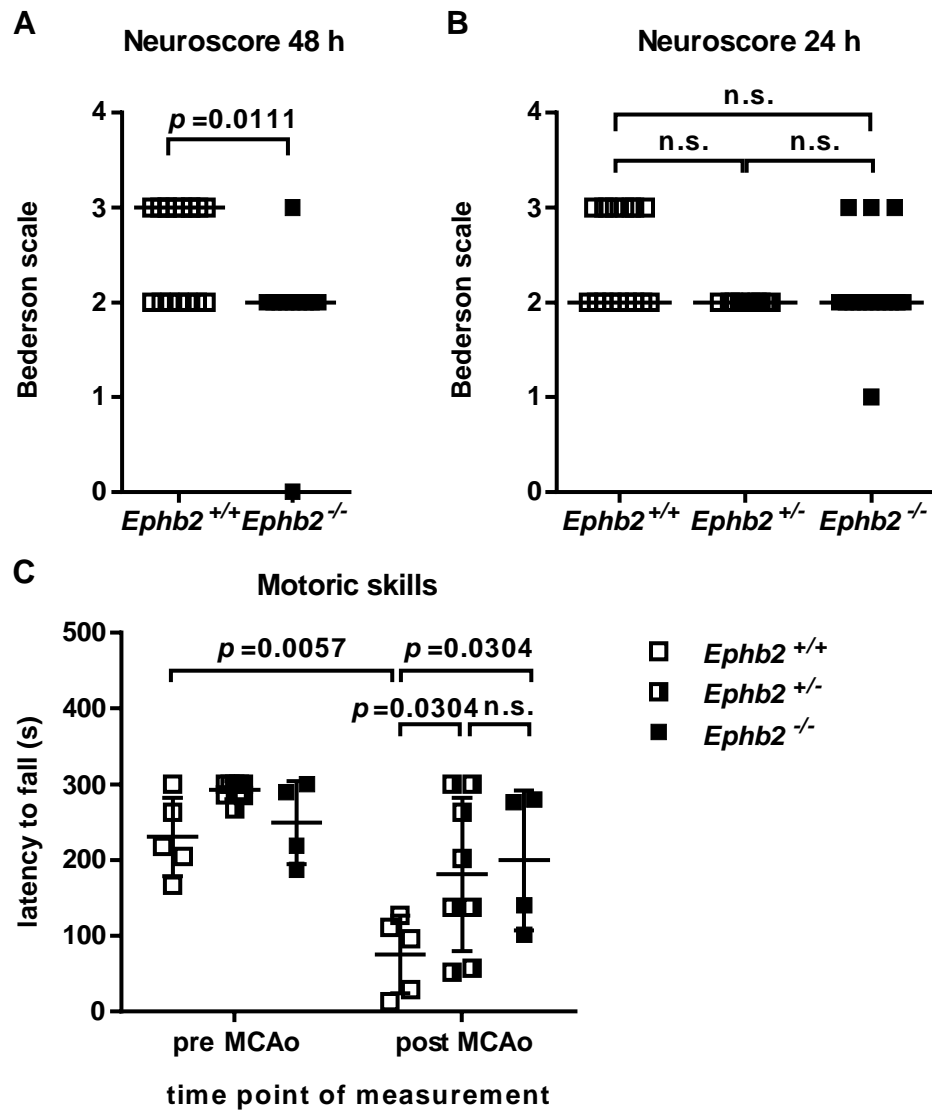 A
Neuroscore 48 h
Bederson scale
4
3
2
1
0
p=0.0111
Ephb2 +/+ Ephb2 -/-
B
Neuroscore 24 h
Bederson scale
4
3
2
1
0
n.s.
n.s. n.s.
Ephb2 +/+ Ephb2 +/- Ephb2 -/-
C
Motoric skills
latency to fall (s)
500
400
300
200
100
0
p=0.0057 p=0.0304
p=0.0304 n.s.
pre MCAo post MCAo
time point of measurement
Ephb2 +/+
Ephb2 +/-
Ephb2 -/-